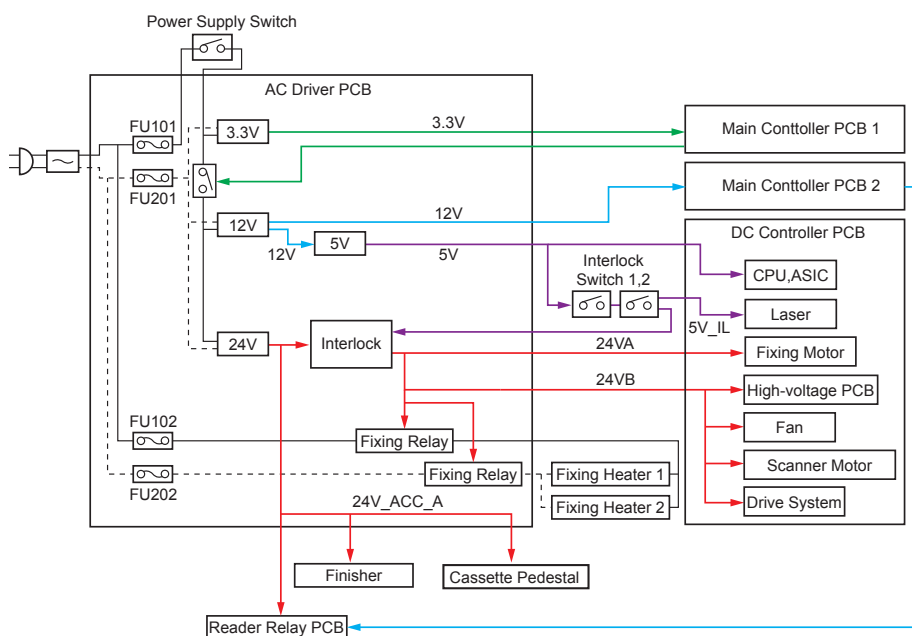 Power Supply Switch
AC Driver PCB
FU101
3.3V
3.3V
Main Conttoller PCB 1
FU201
Main Conttoller PCB 2
12V
12V
12V
5V
5V
DC Controller PCB
Interlock
Switch 1,2
CPU,ASIC
Laser
5V_IL
24V
Interlock
24VA
Fixing Motor
24VB
High-voltage PCB
FU102
Fixing Relay
Fan
FU202
Fixing Relay
Fixing Heater 1
Scanner Motor
24V_ACC_A
Fixing Heater 2
Drive System
Finisher
Cassette Pedestal
Reader Relay PCB